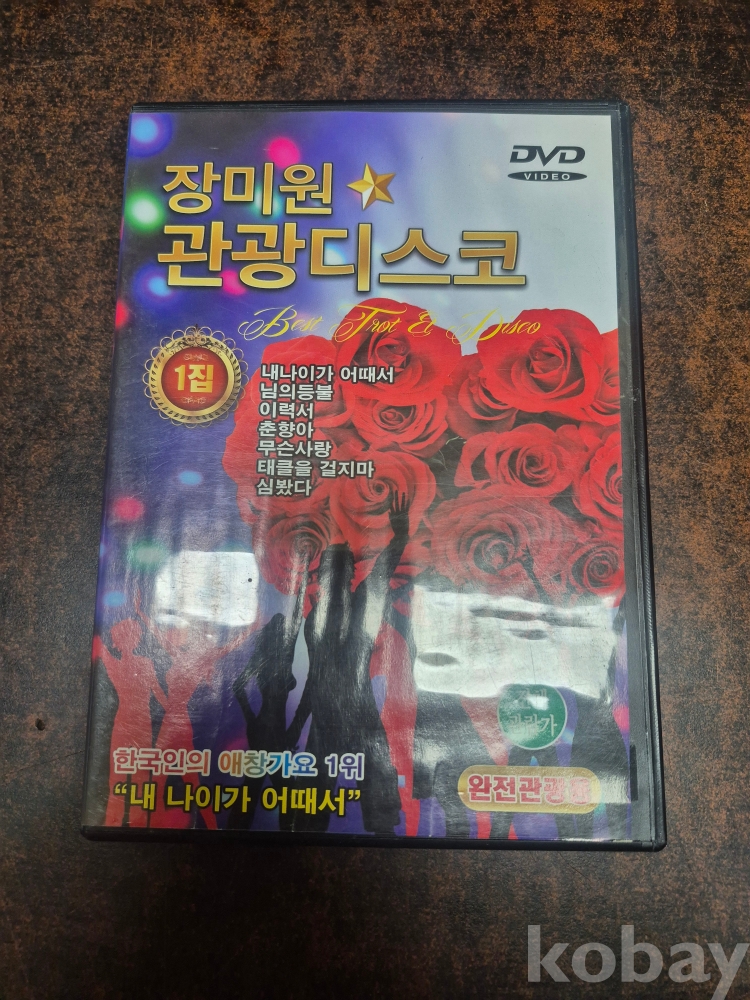 DVD
VIDEO
장미원
관광디스코
Best Trot & Disco
1집
내나이가 어때서
님의등불
이력서
춘향아
무슨사랑
태클을 걸지마
심봤다
한국인의 애창가요 1위
“내 나이가 어때서”
kobay